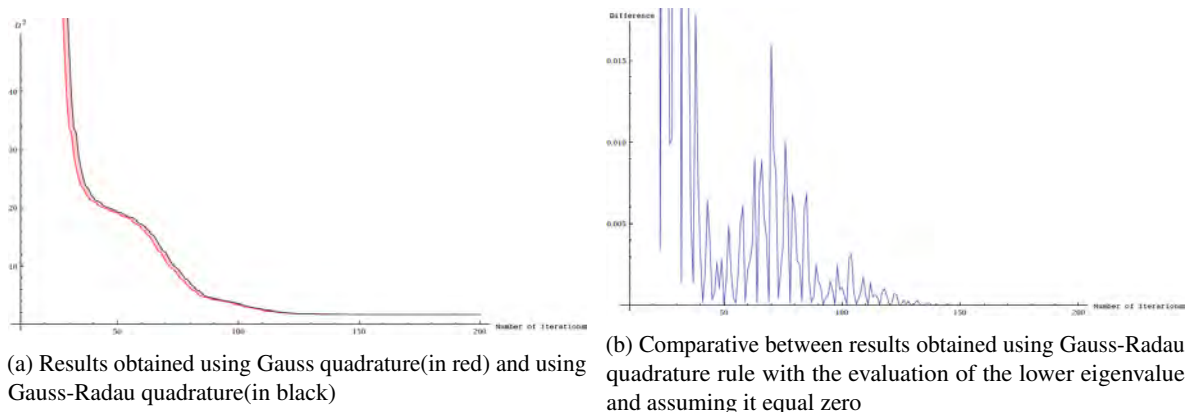 D²
40
30
20
10
50
100
150
200
Number of iterations
(a) Results obtained using Gauss quadrature(in red) and using
Gauss-Radau quadrature(in black)
Difference
0.015
0.010
0.005
50
100
150
200
Number of iterations
(b) Comparative between results obtained using Gauss-Radau
quadrature rule with the evaluation of the lower eigenvalue
and assuming it equal zero